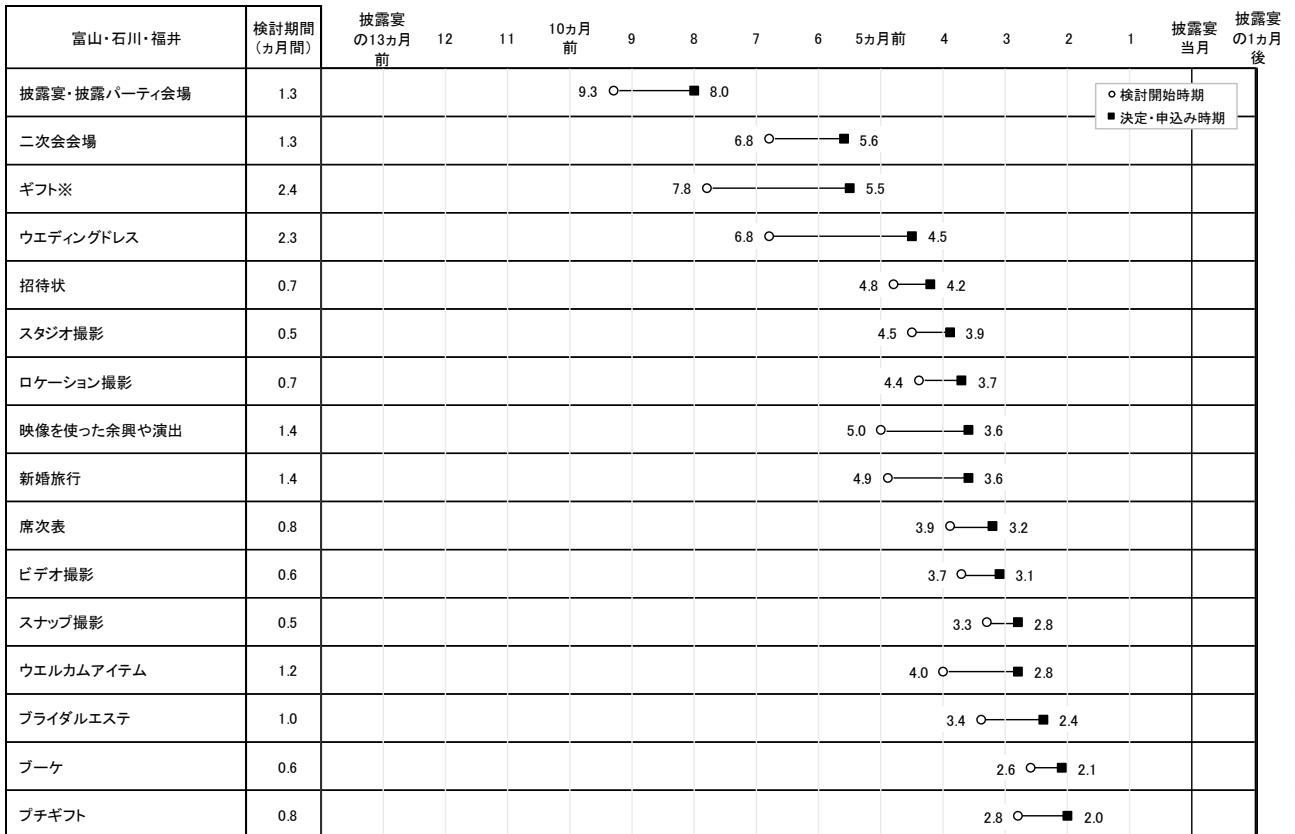 富山・石川・福井
検討期間
（ヵ月間）
披露宴
の13ヵ月
前
12
11
10ヵ月
前
9
8
7
6
5ヵ月前
4
3
2
1
披露宴
当月
披露宴
の1ヵ月
後
○ 検討開始時期
■ 決定・申込み時期
披露宴・披露パーティ会場 1.3 9.3 8.0
二次会会場 1.3 6.8 5.6
ギフト※ 2.4 7.8 5.5
ウエディングドレス 2.3 6.8 4.5
招待状 0.7 4.8 4.2
スタジオ撮影 0.5 4.5 3.9
ロケーション撮影 0.7 4.4 3.7
映像を使った余興や演出 1.4 5.0 3.6
新婚旅行 1.4 4.9 3.6
席次表 0.8 3.9 3.2
ビデオ撮影 0.6 3.7 3.1
スナップ撮影 0.5 3.3 2.8
ウエルカムアイテム 1.2 4.0 2.8
ブライダルエステ 1.0 3.4 2.4
ブーケ 0.6 2.6 2.1
プチギフト 0.8 2.8 2.0